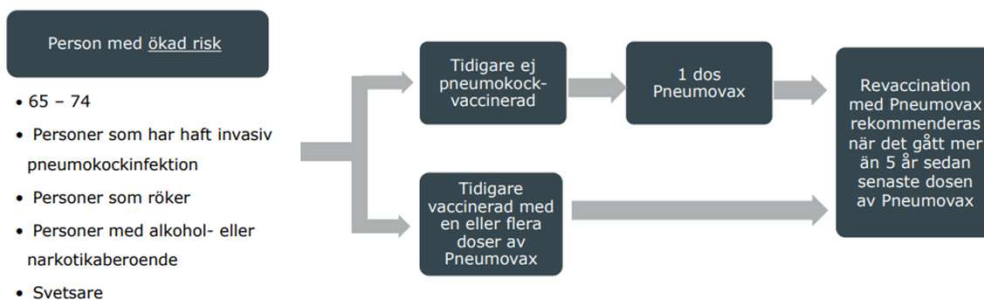 Person med ökad risk
• 65 – 74
• Personer som har haft invasiv
pneumokockinfektion
• Personer som röker
• Personer med alkohol- eller
narkotikaberoende
• Svetsare
Tidigare ej
pneumokock-
vaccinerad
1 dos
Pneumovax
Tidigare
vaccinerad med
en eller flera
doser av
Pneumovax
Revaccination
med Pneumovax
rekommenderas
när det gått mer
än 5 år sedan
senaste dosen
av Pneumovax